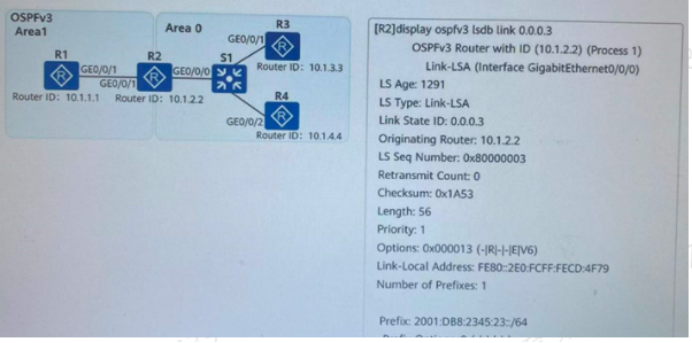 OSPFv3
Area1
Area 0
R3
GE0/0/1
R1
R2
S1
GE0/0/1
GE0/0/0
GE0/0/1
Router ID: 10.1.3.3
R4
Router ID: 10.1.1.1
Router ID: 10.1.2.2
GE0/0/2
Router ID: 10.1.4.4
[R2]display ospfv3 lsdb link 0.0.0.3
OSPFv3 Router with ID (10.1.2.2) (Process 1)
Link-LSA (Interface GigabitEthernet0/0/0)
LS Age: 1291
LS Type: Link-LSA
Link State ID: 0.0.0.3
Originating Router: 10.1.2.2
LS Seq Number: 0x80000003
Retransmit Count: 0
Checksum: 0x1A53
Length: 56
Priority: 1
Options: 0x000013 (-|R|-|-|E|V6)
Link-Local Address: FE80::2E0:FCFF:FECD:4F79
Number of Prefixes: 1
Prefix: 2001:DB8:2345:23::/64